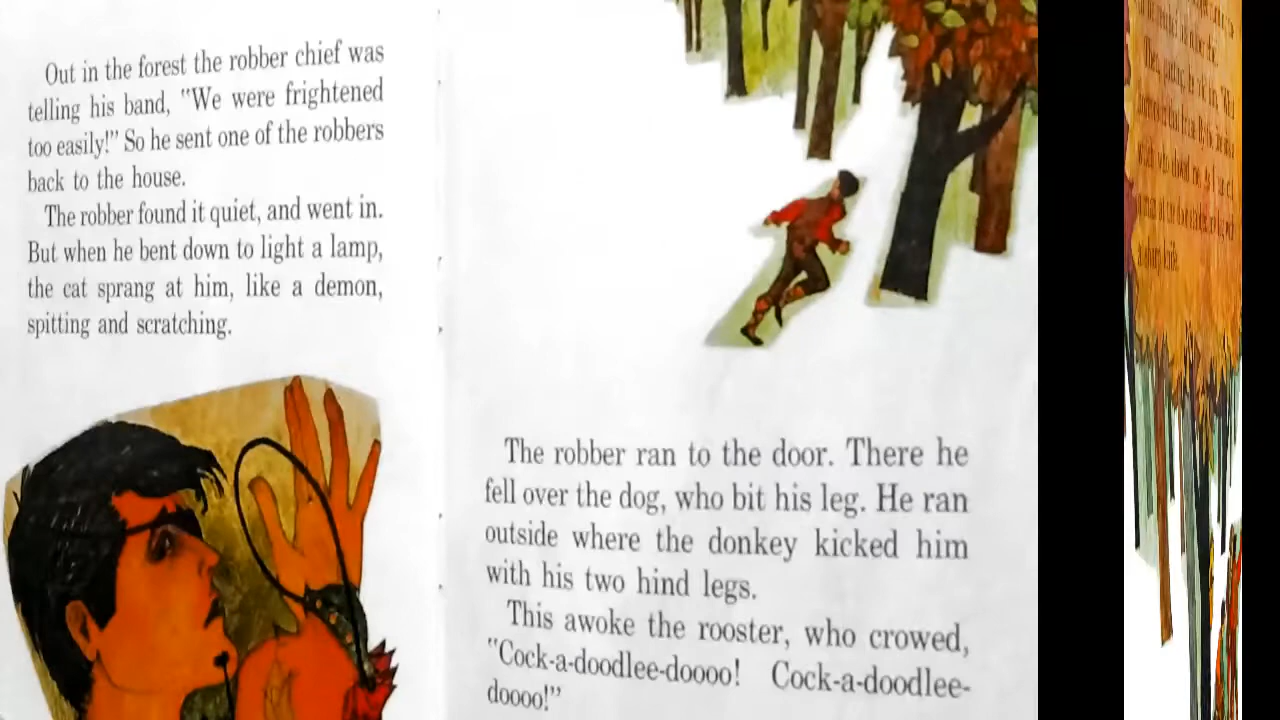 Out in the forest the robber chief was
telling his band, "We were frightened
too easily!" So he sent one of the robbers
back to the house.
The robber found it quiet, and went in.
But when he bent down to light a lamp,
the cat sprang at him, like a demon,
spitting and scratching.
The robber ran to the door. There he
fell over the dog, who bit his leg. He ran
outside where the donkey kicked him
with his two hind legs.
This awoke the rooster, who crowed,
"Cock-a-doodlee-doooo! Cock-a-doodlee-
doooo!"